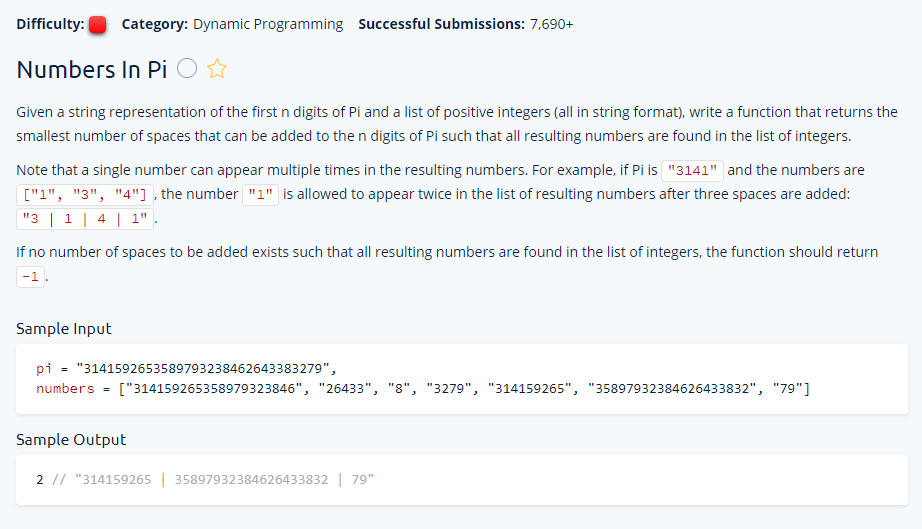 Difficulty: Category: Dynamic Programming Successful Submissions: 7,690+
Numbers In Pi
Given a string representation of the first n digits of Pi and a list of positive integers (all in string format), write a function that returns the
smallest number of spaces that can be added to the n digits of Pi such that all resulting numbers are found in the list of integers.
Note that a single number can appear multiple times in the resulting numbers. For example, if Pi is "3141" and the numbers are
["1", "3", "4"] , the number "1" is allowed to appear twice in the list of resulting numbers after three spaces are added:
"3 | 1 | 4 | 1" .
If no number of spaces to be added exists such that all resulting numbers are found in the list of integers, the function should return
-1 .
Sample Input
pi = "3141592653589793238462643383279",
numbers = ["314159265358979323846", "26433", "8", "3279", "314159265", "35897932384626433832", "79"]
Sample Output
2 // "314159265 | 35897932384626433832 | 79"